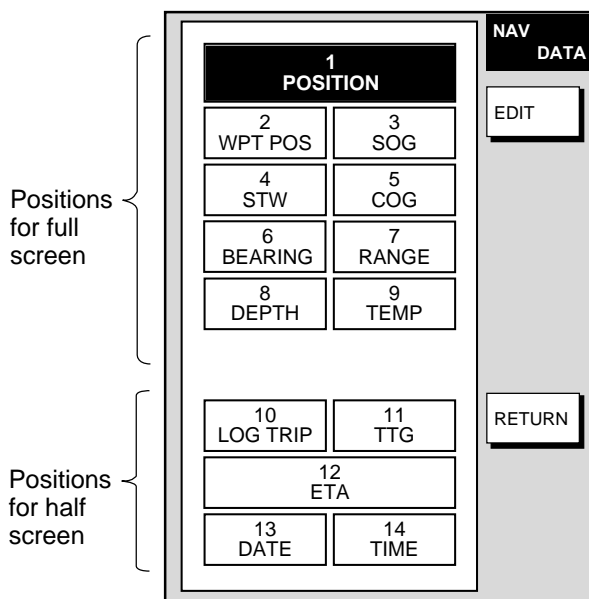 NAV
DATA
1
POSITION
EDIT
2
WPT POS
3
SOG
4
STW
5
COG
Positions
for full
screen
6
BEARING
7
RANGE
8
DEPTH
9
TEMP
10
LOG TRIP
11
TTG
RETURN
Positions
for half
screen
12
ETA
13
DATE
14
TIME